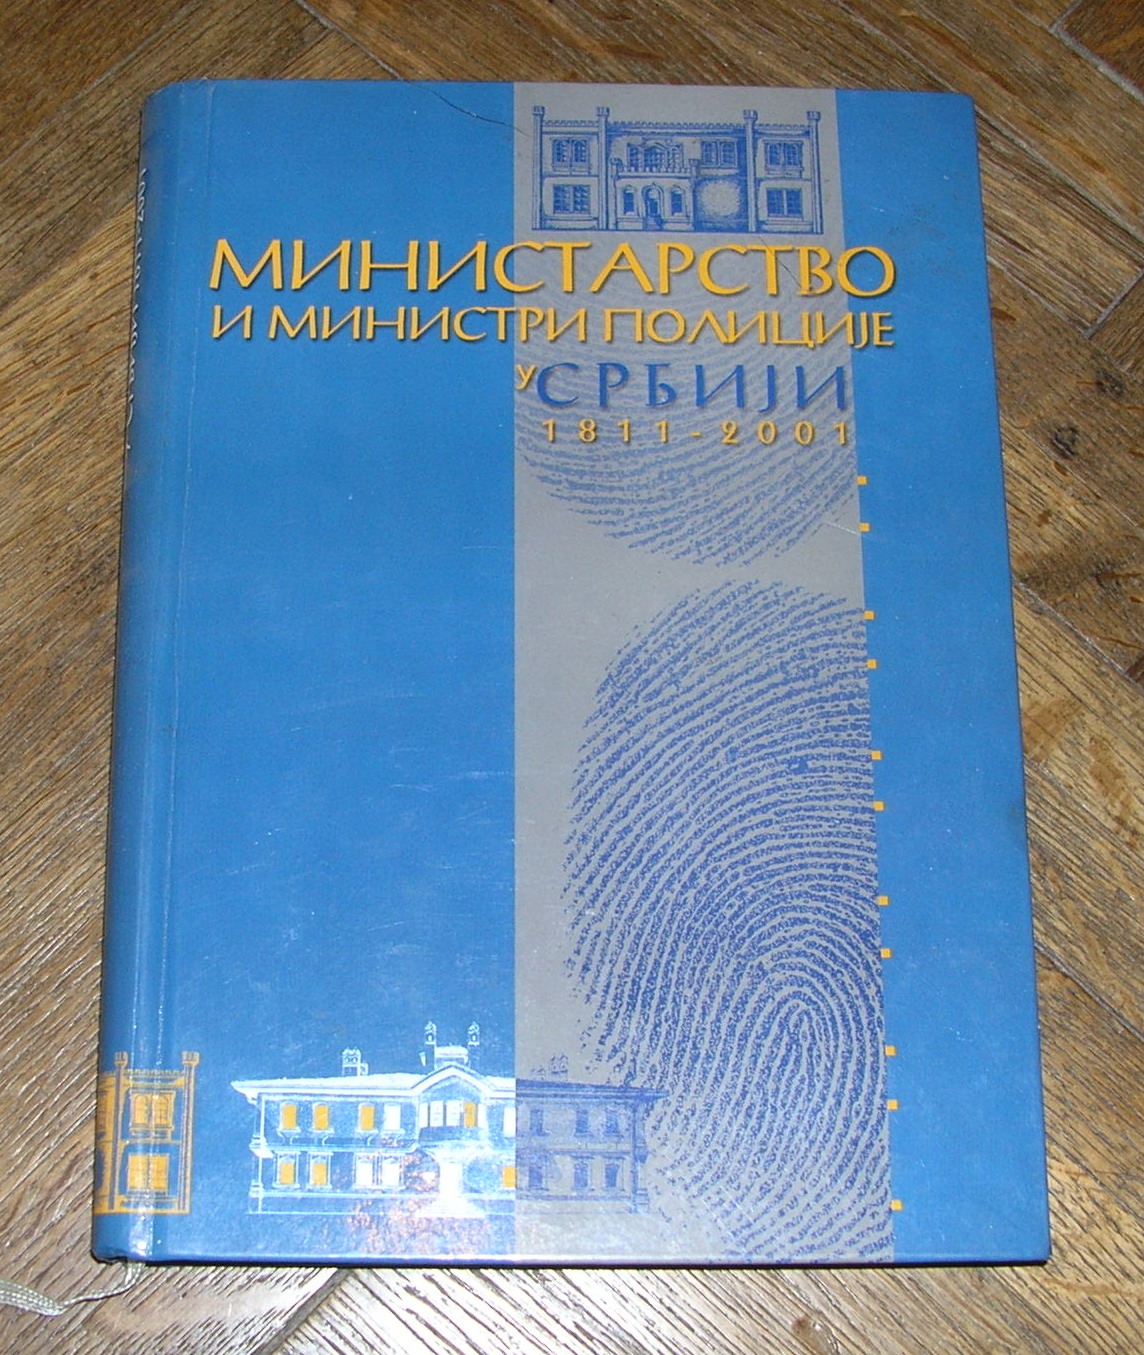 МИНИСТАРСТВО
И МИНИСТРИ ПОЛИЦИЈЕ
У СРБИЈИ
1811-2001